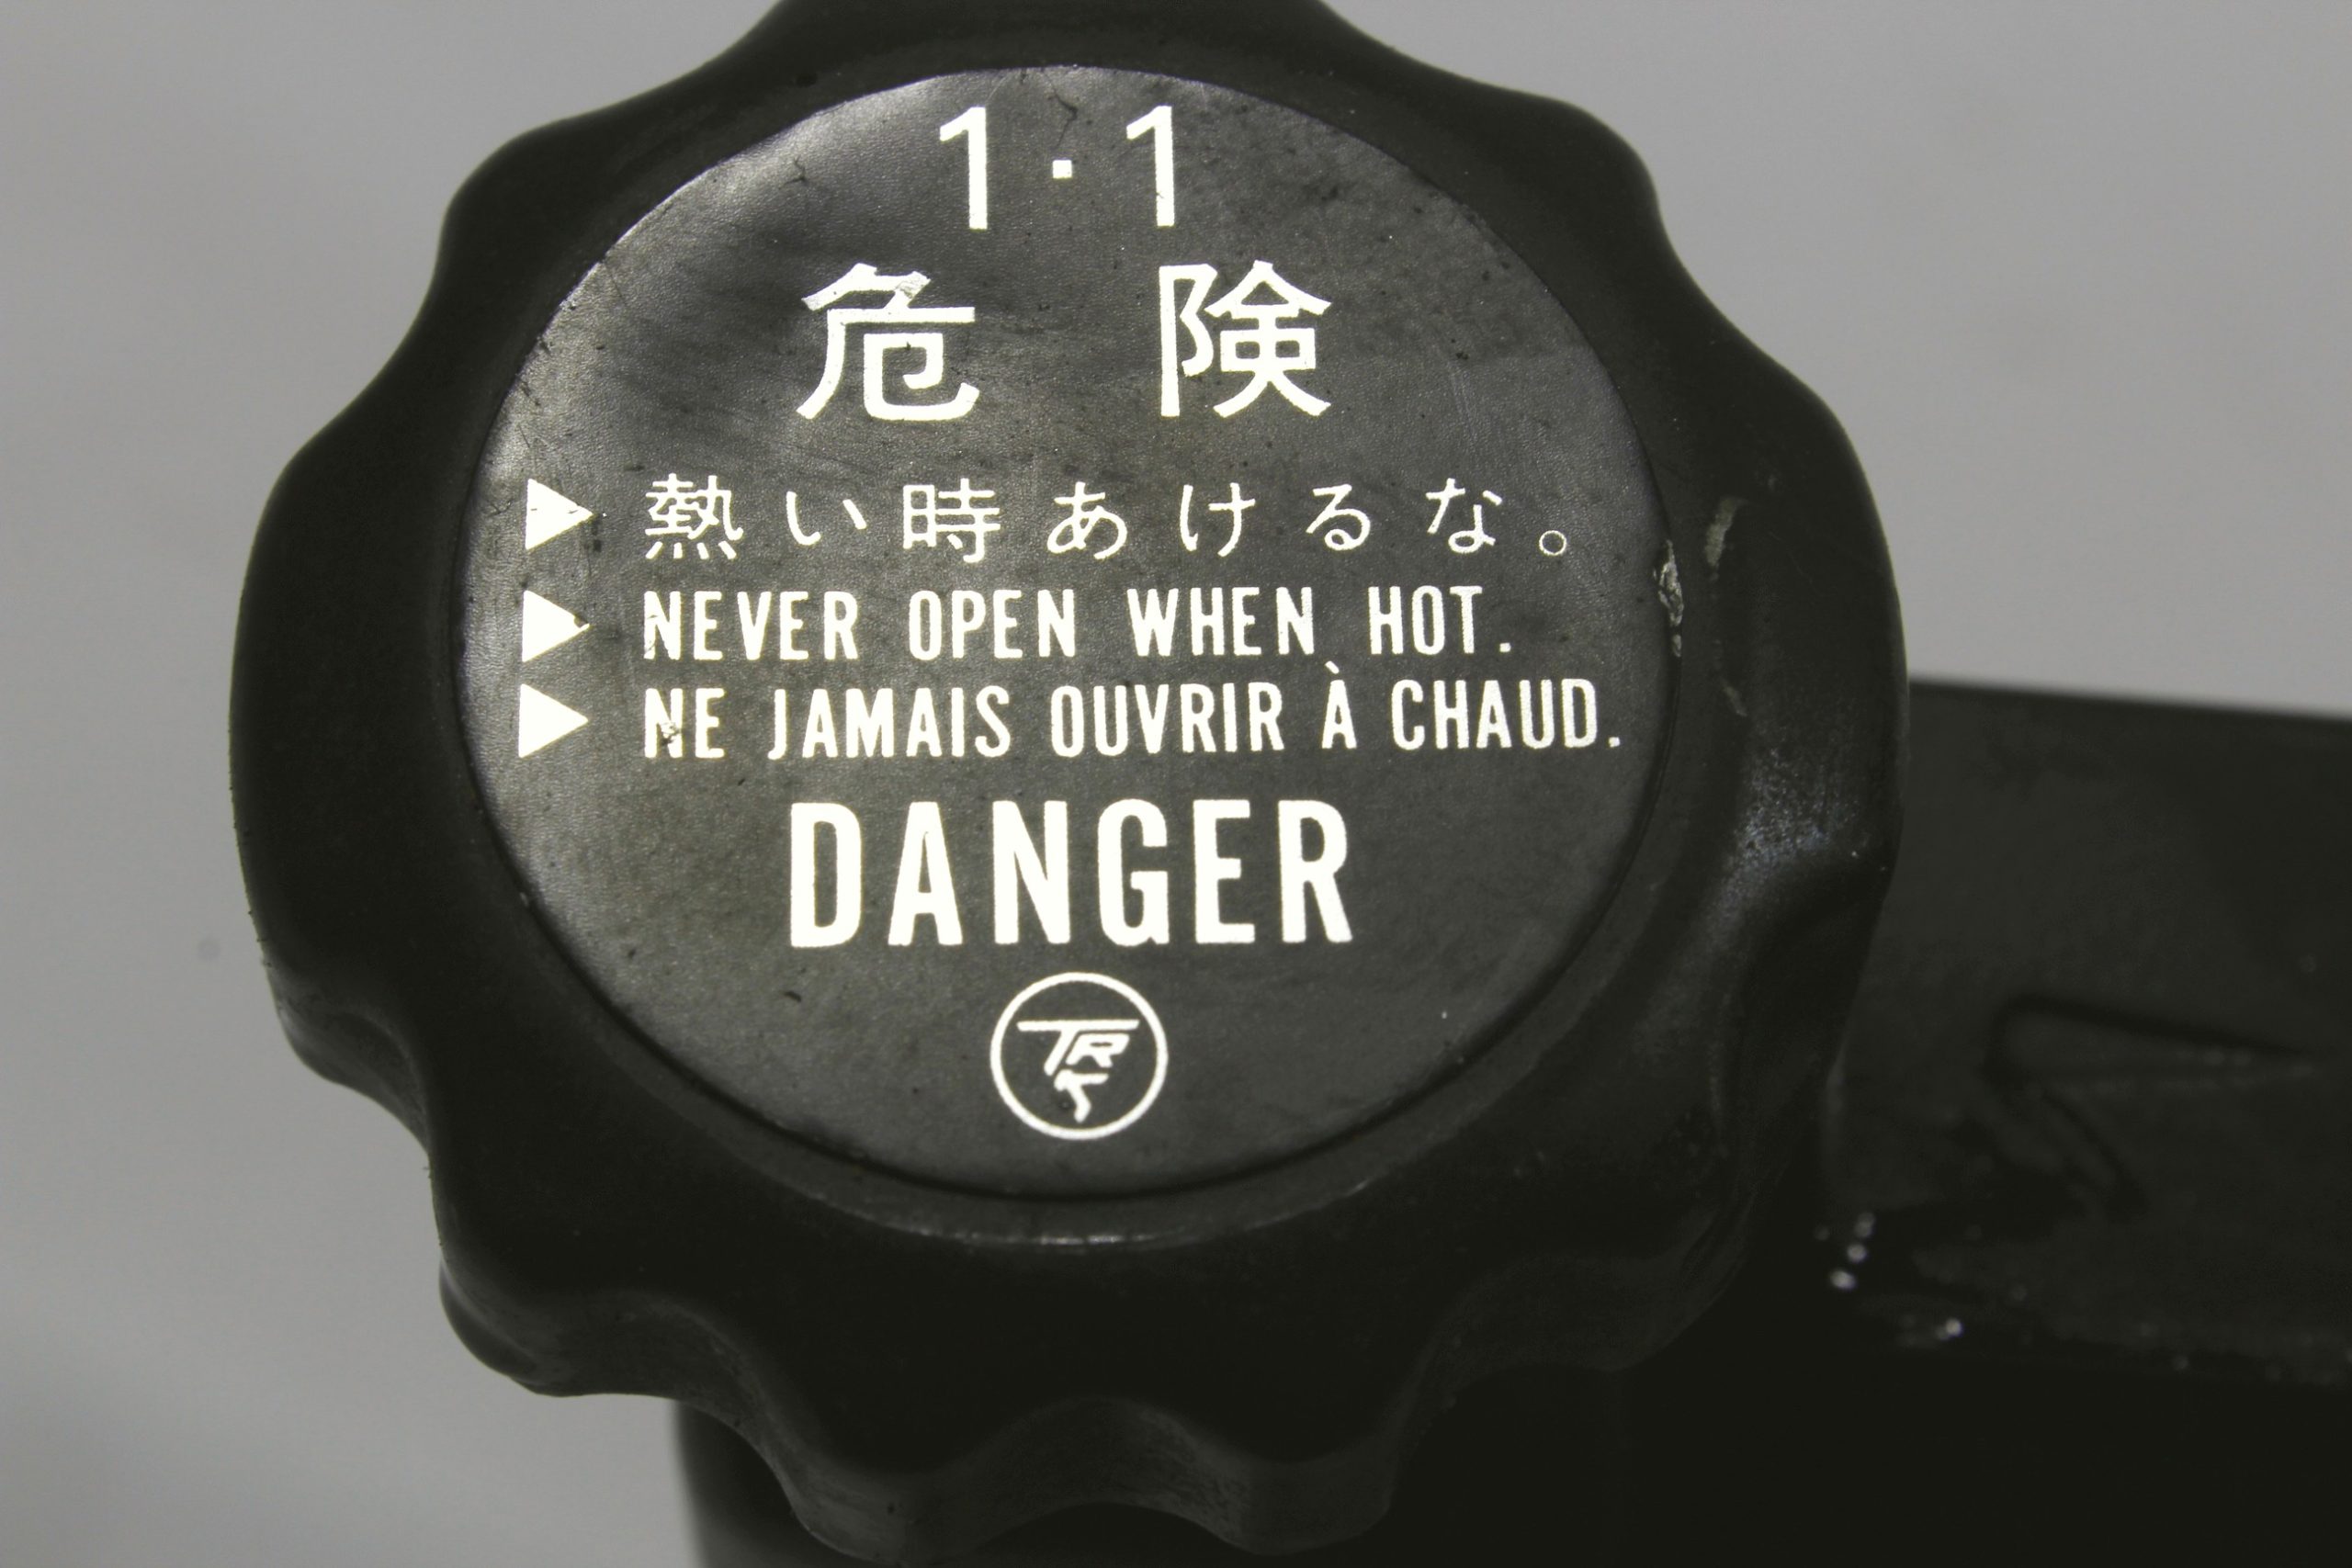 1・1
危険
▶ 熱い時あけるな。
▶ NEVER OPEN WHEN HOT.
▶ NE JAMAIS OUVRIR À CHAUD.
DANGER
TRK